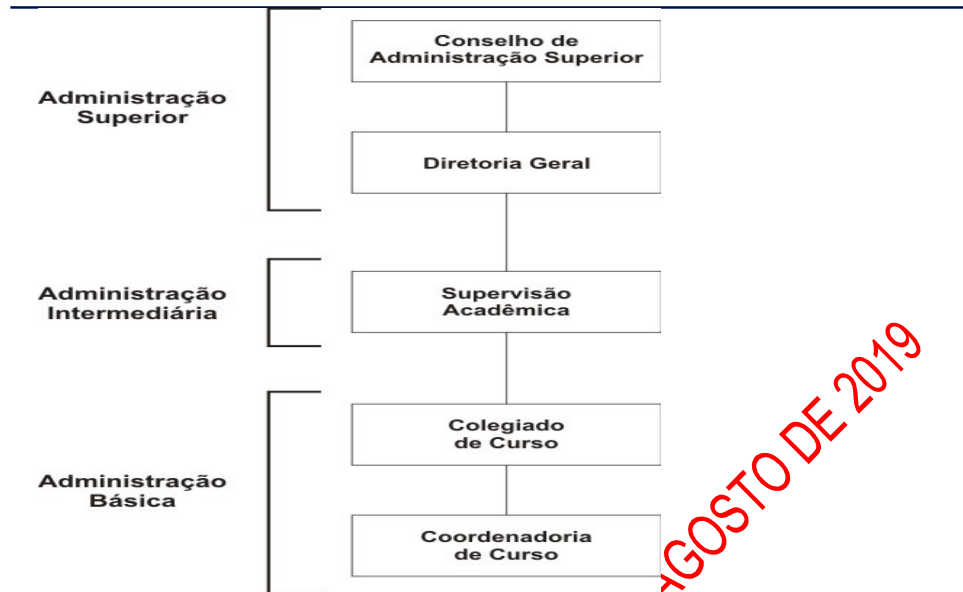 Conselho de
Administração Superior
Administração
Superior
Diretoria Geral
Administração
Intermediária
Supervisão
Acadêmica
Colegiado
de Curso
Administração
Básica
Coordenadoria
de Curso
AGOSTO DE 2019